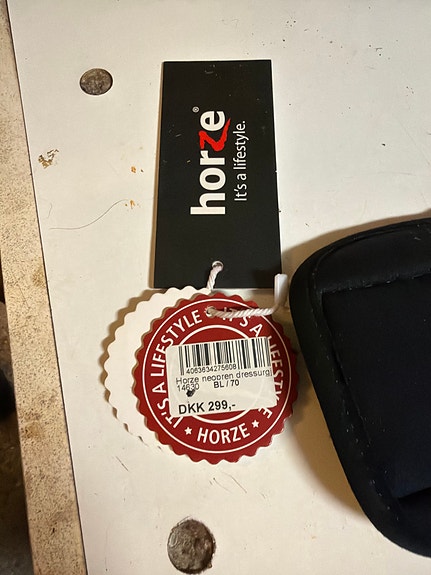 horze®
It's a lifestyle.
IT'S A LIFESTYLE
IT'S A LIFESTYLE
4063634275608
Horze neopren dressurg
14630 BL / 70
DKK 299,-
HORZE